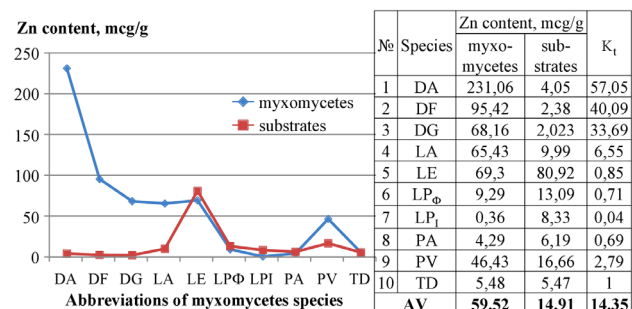 Zn content, mcg/g
250
200
150
100
50
0
myxomycetes
substrates
DA DF DG LA LE LPΦ LPI PA PV TD
Abbreviations of myxomycetes species
№ Species Zn content, mcg/g Kt
myxo-mycetes sub-strates
1 DA 231,06 4,05 57,05
2 DF 95,42 2,38 40,09
3 DG 68,16 2,023 33,69
4 LA 65,43 9,99 6,55
5 LE 69,3 80,92 0,85
6 LPΦ 9,29 13,09 0,71
7 LPI 0,36 8,33 0,04
8 PA 4,29 6,19 0,69
9 PV 46,43 16,66 2,79
10 TD 5,48 5,47 1
AV 59,52 14,91 14,35